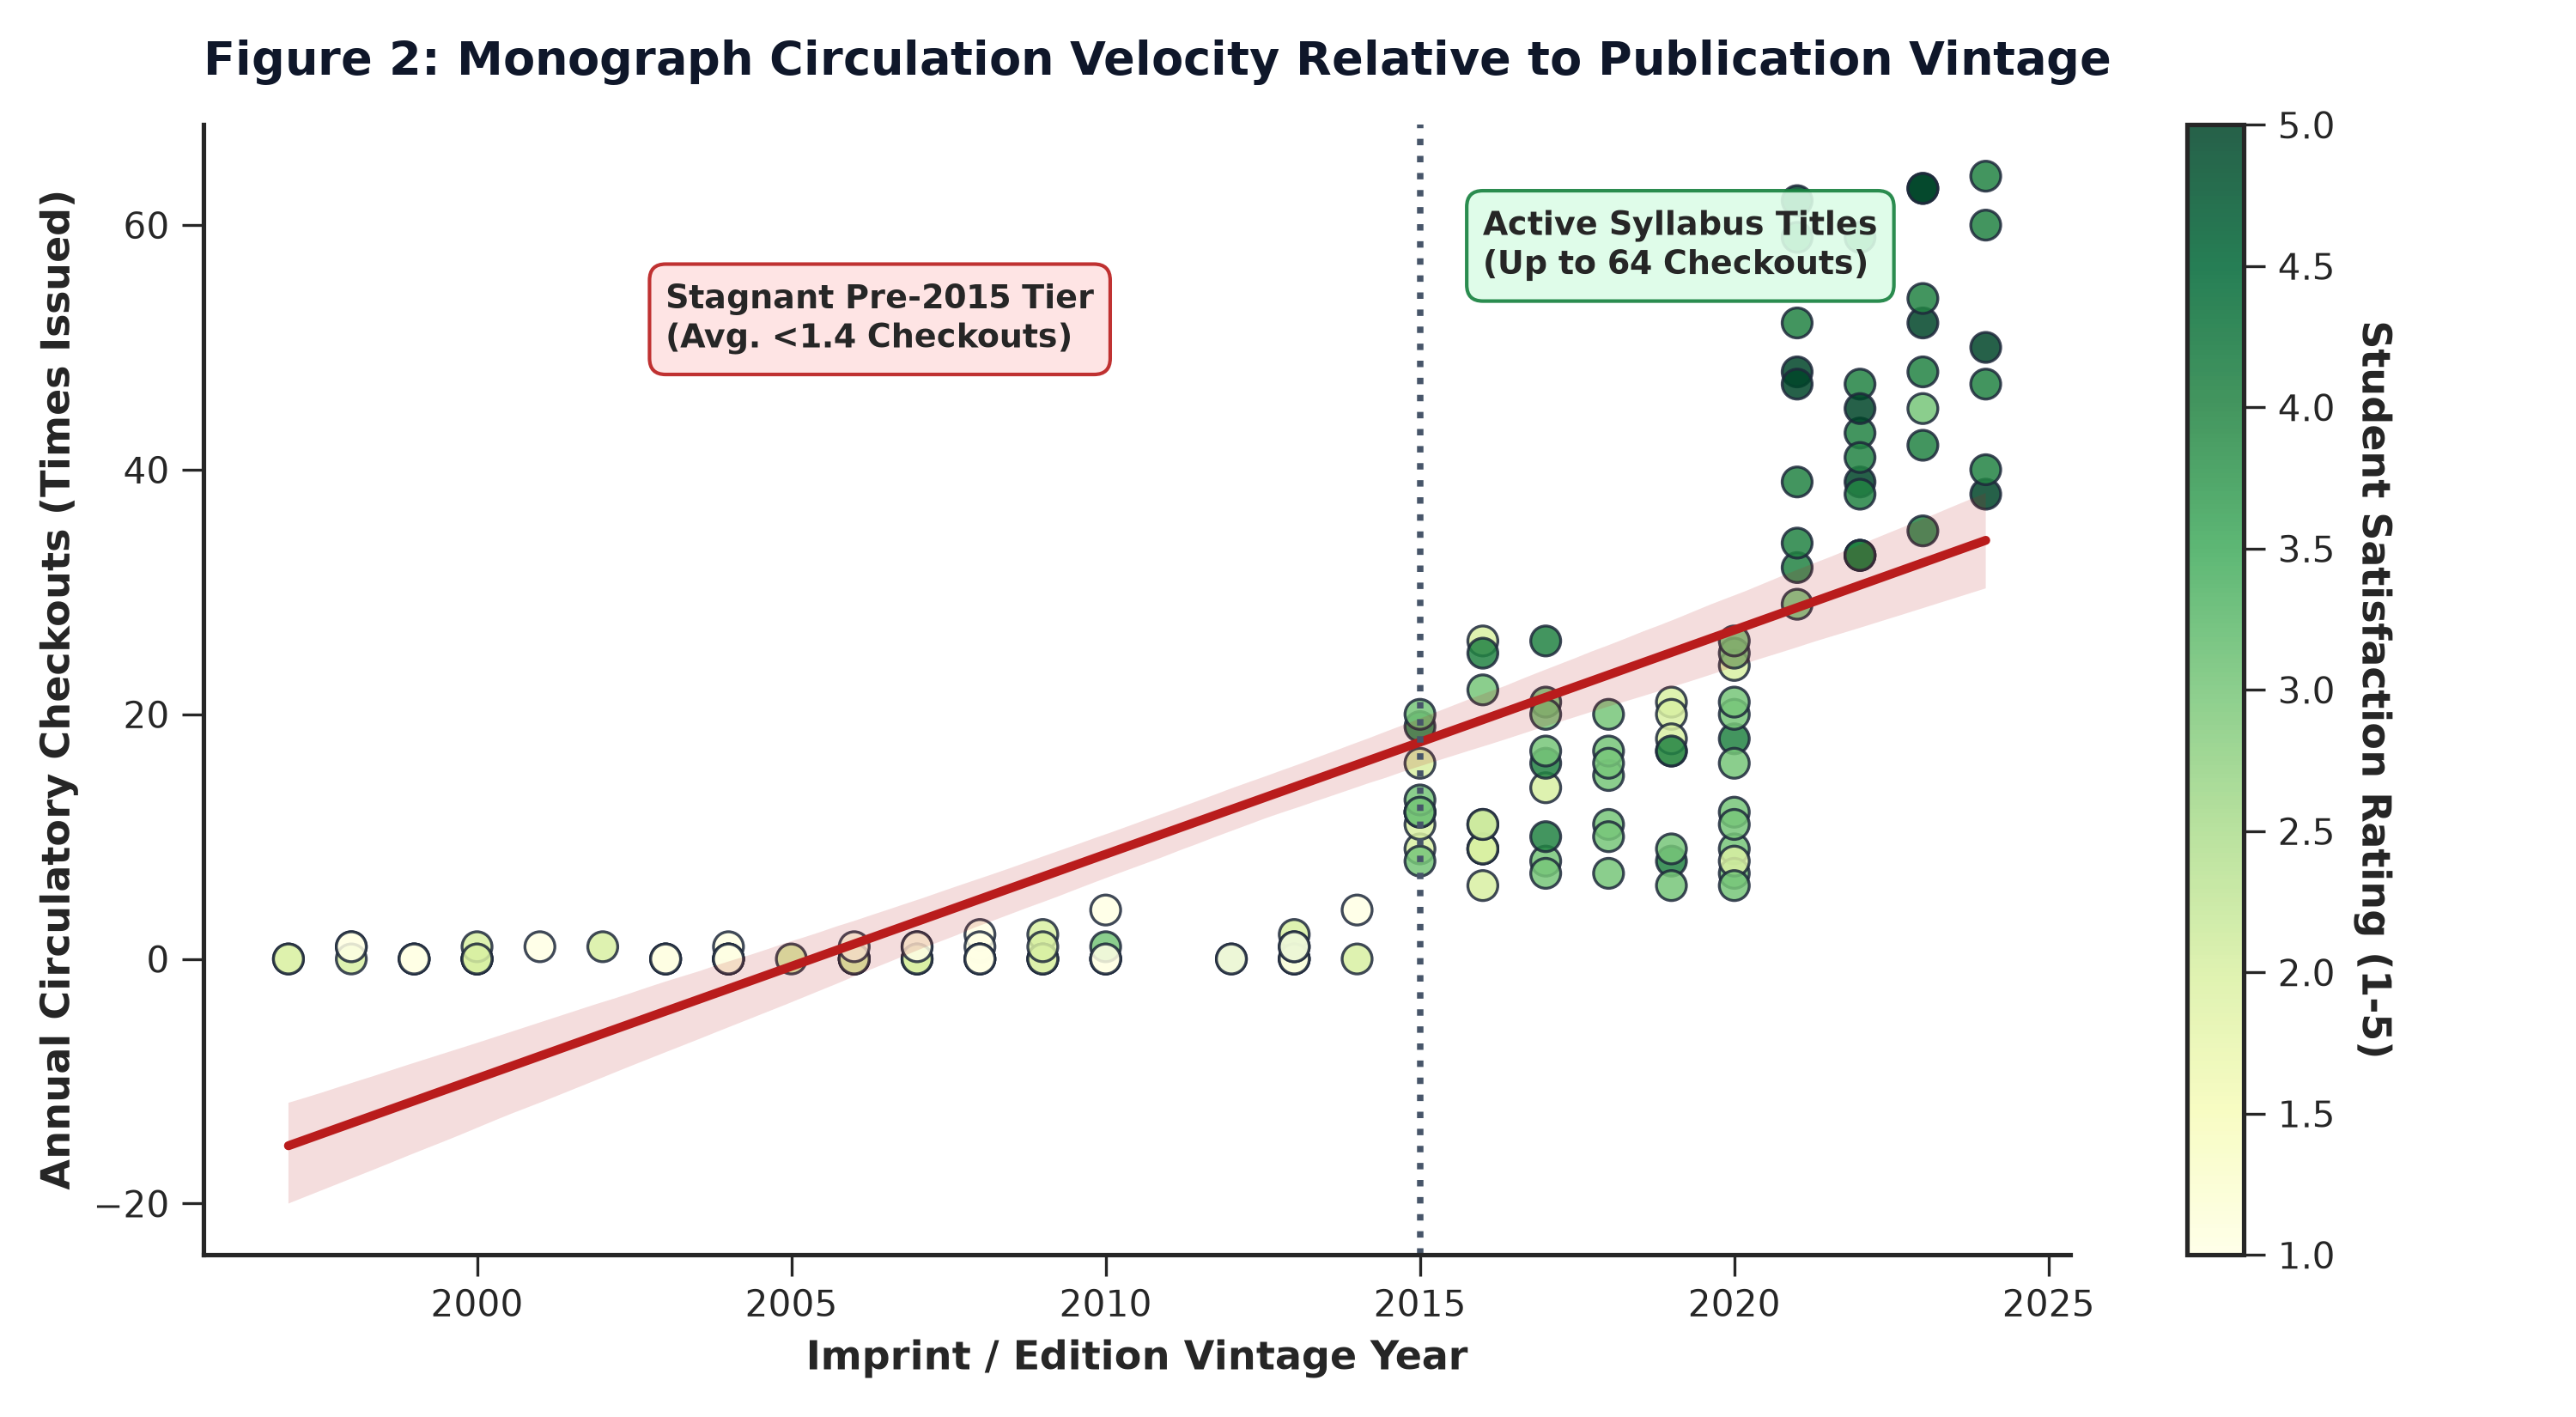 Figure 2: Monograph Circulation Velocity Relative to Publication Vintage
Annual Circulatory Checkouts (Times Issued)
60
40
20
0
−20
Stagnant Pre-2015 Tier
(Avg. <1.4 Checkouts)
Active Syllabus Titles
(Up to 64 Checkouts)
2000
2005
2010
2015
2020
2025
Imprint / Edition Vintage Year
5.0
4.5
4.0
3.5
3.0
2.5
2.0
1.5
1.0
Student Satisfaction Rating (1-5)